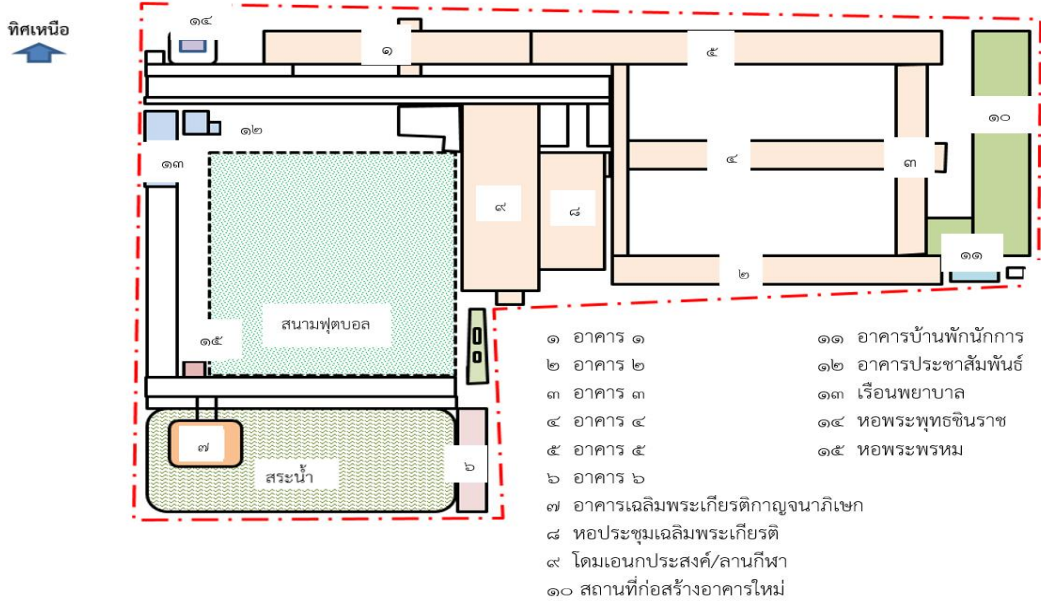 ทิศเหนือ
๑๔
๑
๕
๑๒
๑๐
๑๓
๔
๓
๙
๘
๑๑
๒
สนามฟุตบอล
๑๕
๗
สระน้ำ
๖
๑ อาคาร ๑
๒ อาคาร ๒
๓ อาคาร ๓
๔ อาคาร ๔
๕ อาคาร ๕
๖ อาคาร ๖
๗ อาคารเฉลิมพระเกียรติกาญจนาภิเษก
๘ หอประชุมเฉลิมพระเกียรติ
๙ โดมเอนกประสงค์/ลานกีฬา
๑๐ สถานที่ก่อสร้างอาคารใหม่
๑๑ อาคารบ้านพักนักการ
๑๒ อาคารประชาสัมพันธ์
๑๓ เรือนพยาบาล
๑๔ หอพระพุทธชินราช
๑๕ หอพระพรหม